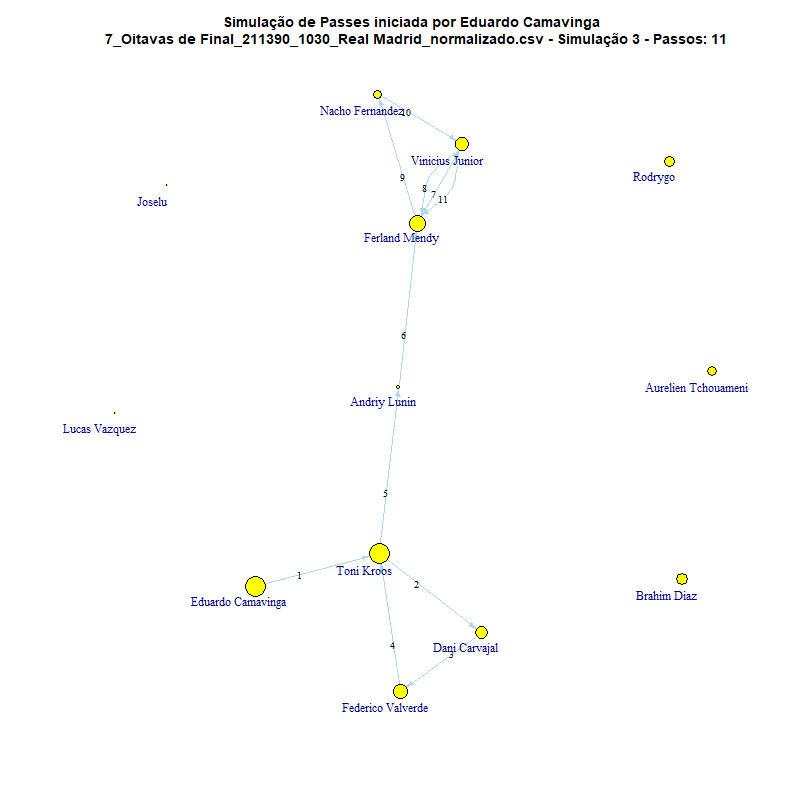 Simulação de Passes iniciada por Eduardo Camavinga
7_Oitavas de Final_211390_1030_Real Madrid_normalizado.csv - Simulação 3 - Passos: 11
Nacho Fernandez
10
Vinicius Junior
Rodrygo
9
8
7
11
Joselu
Ferland Mendy
6
Aurelien Tchouameni
Andriy Lunin
Lucas Vazquez
5
Toni Kroos
1
2
Eduardo Camavinga
Brahim Diaz
4
Dani Carvajal
3
Federico Valverde